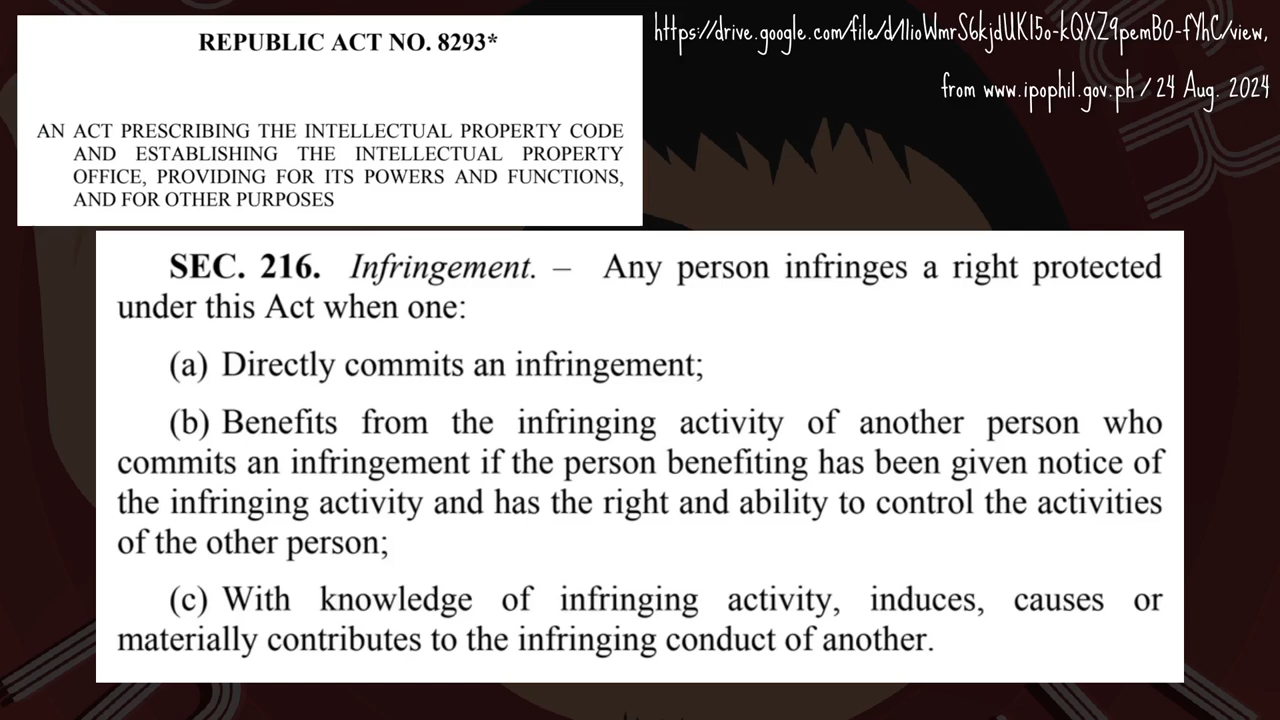 REPUBLIC ACT NO. 8293*
AN ACT PRESCRIBING THE INTELLECTUAL PROPERTY CODE
AND ESTABLISHING THE INTELLECTUAL PROPERTY
OFFICE, PROVIDING FOR ITS POWERS AND FUNCTIONS,
AND FOR OTHER PURPOSES
https://drive.google.com/file/d/1lioWmrS6kjdUKl5o-kQXZ9pemB0-fYhC/view,
from www.ipophil.gov.ph / 24 Aug. 2024
SEC. 216. Infringement. – Any person infringes a right protected
under this Act when one:
(a) Directly commits an infringement;
(b) Benefits from the infringing activity of another person who
commits an infringement if the person benefiting has been given notice of
the infringing activity and has the right and ability to control the activities
of the other person;
(c) With knowledge of infringing activity, induces, causes or
materially contributes to the infringing conduct of another.